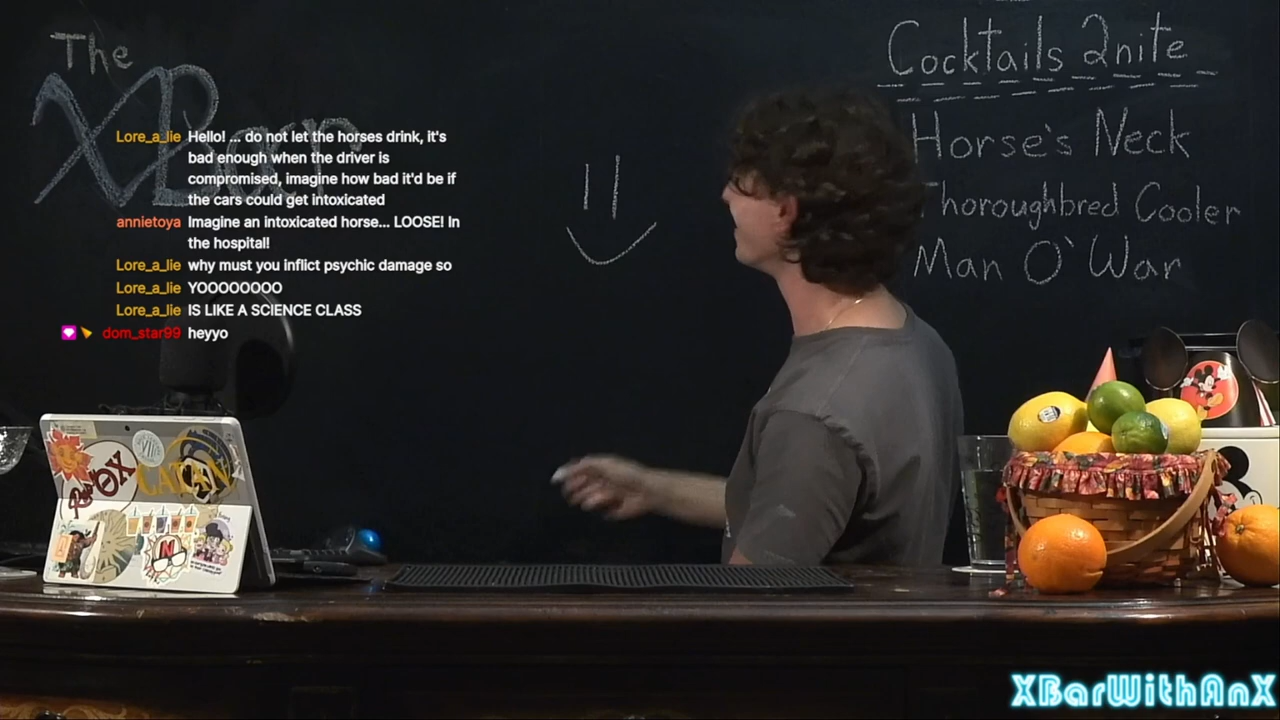 The
XBar
Cocktails 2nite
Horse's Neck
Thoroughbred Cooler
Man O'War
Lore_a_lie Hello! ... do not let the horses drink, it's
bad enough when the driver is
compromised, imagine how bad it'd be if
the cars could get intoxicated
annietoya Imagine an intoxicated horse... LOOSE! In
the hospital!
Lore_a_lie why must you inflict psychic damage so
Lore_a_lie YOOOOOOOO
Lore_a_lie IS LIKE A SCIENCE CLASS
dom_star99 heyyo
Red OX
CATAN
N
XBarWithAnX